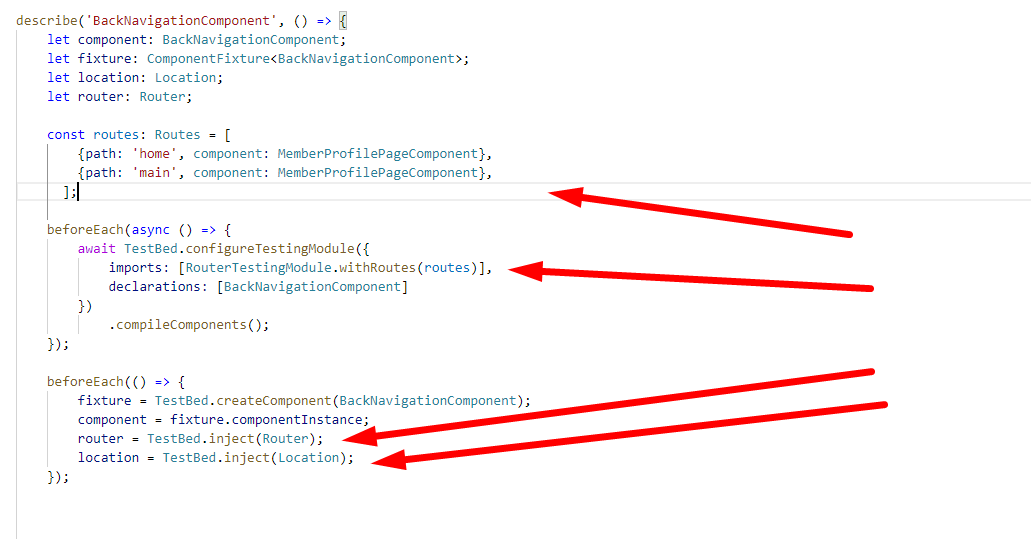 describe('BackNavigationComponent', () => {
let component: BackNavigationComponent;
let fixture: ComponentFixture<BackNavigationComponent>;
let location: Location;
let router: Router;
const routes: Routes = [
{path: 'home', component: MemberProfilePageComponent},
{path: 'main', component: MemberProfilePageComponent},
];
beforeEach(async () => {
await TestBed.configureTestingModule({
imports: [RouterTestingModule.withRoutes(routes)],
declarations: [BackNavigationComponent]
})
.compileComponents();
});
beforeEach(() => {
fixture = TestBed.createComponent(BackNavigationComponent);
component = fixture.componentInstance;
router = TestBed.inject(Router);
location = TestBed.inject(Location);
});